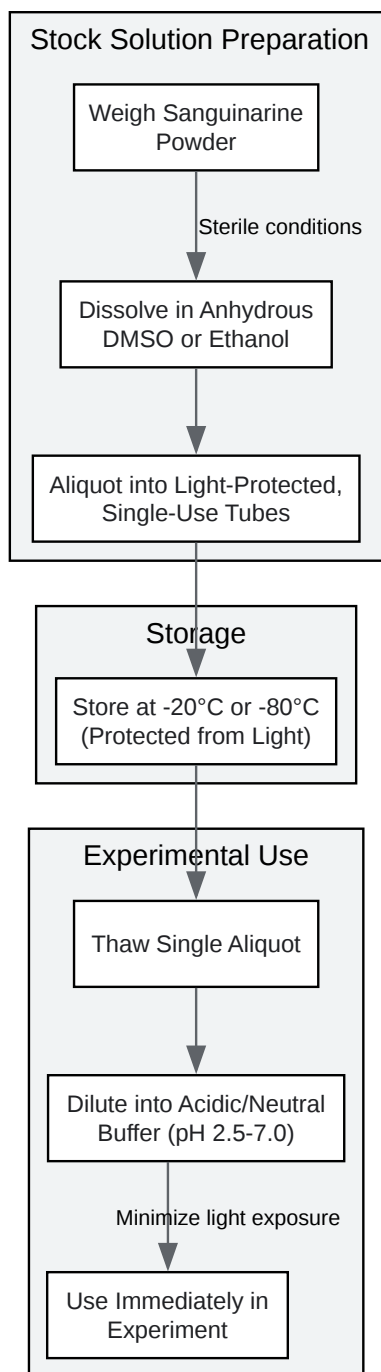 Stock Solution Preparation
Weigh Sanguinarine
Powder
Sterile conditions
Dissolve in Anhydrous
DMSO or Ethanol
Aliquot into Light-Protected,
Single-Use Tubes
Storage
Store at -20°C or -80°C
(Protected from Light)
Experimental Use
Thaw Single Aliquot
Dilute into Acidic/Neutral
Buffer (pH 2.5-7.0)
Minimize light exposure
Use Immediately in
Experiment